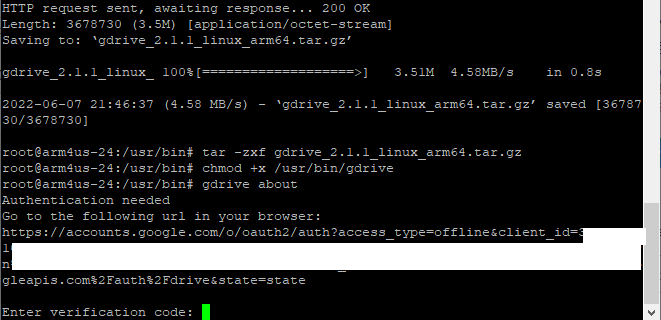 HTTP request sent, awaiting response... 200 OK
Length: 3678730 (3.5M) [application/octet-stream]
Saving to: ‘gdrive_2.1.1_linux_arm64.tar.gz’
gdrive_2.1.1_linux_ 100%[===================>] 3.51M 4.58MB/s in 0.8s
2022-06-07 21:46:37 (4.58 MB/s) - ‘gdrive_2.1.1_linux_arm64.tar.gz’ saved [36787
30/3678730]
root@arm4us-24:/usr/bin# tar -zxf gdrive_2.1.1_linux_arm64.tar.gz
root@arm4us-24:/usr/bin# chmod +x /usr/bin/gdrive
root@arm4us-24:/usr/bin# gdrive about
Authentication needed
Go to the following url in your browser:
https://accounts.google.com/o/oauth2/auth?access_type=offline&client_id=3
gleapis.com%2Fauth%2Fdrive&state=state
Enter verification code: